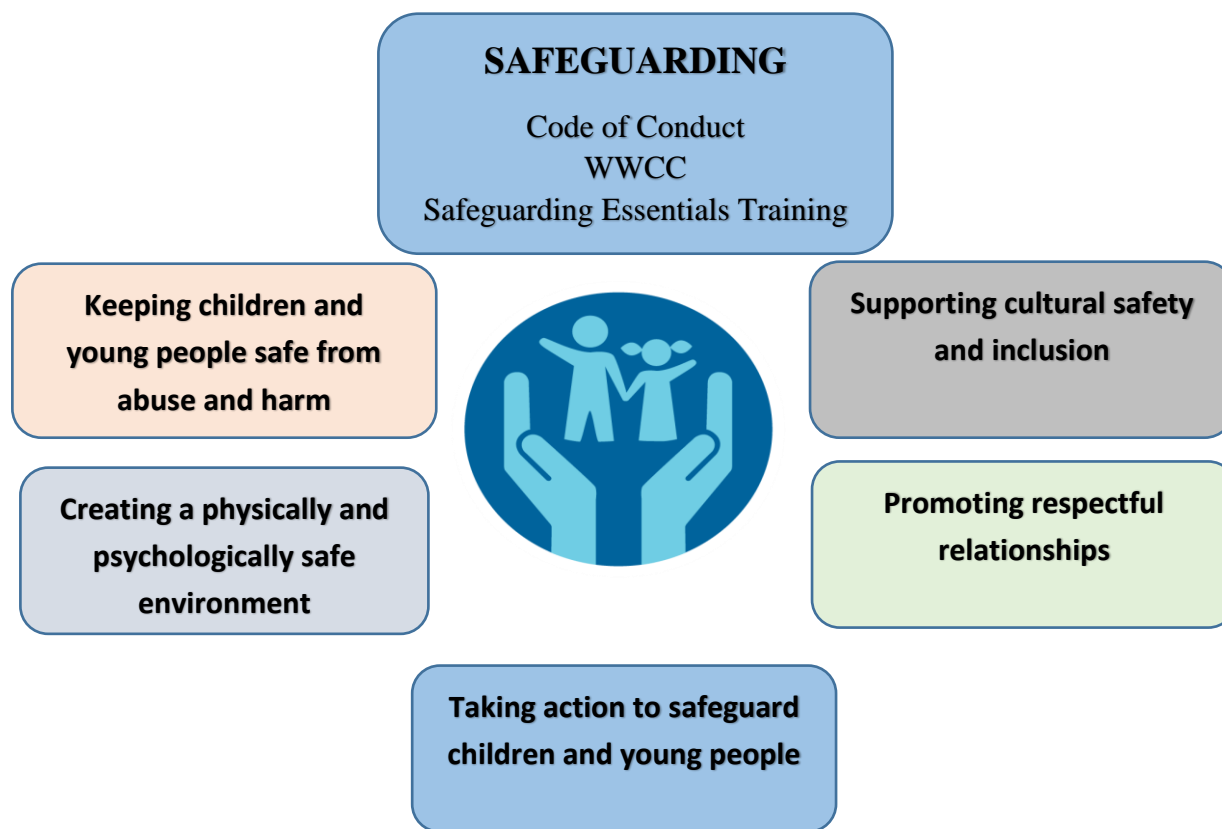 SAFEGUARDING
Code of Conduct
WWCC
Safeguarding Essentials Training
Keeping children and
young people safe from
abuse and harm
Supporting cultural safety
and inclusion
Creating a physically and
psychologically safe
environment
Promoting respectful
relationships
Taking action to safeguard
children and young people